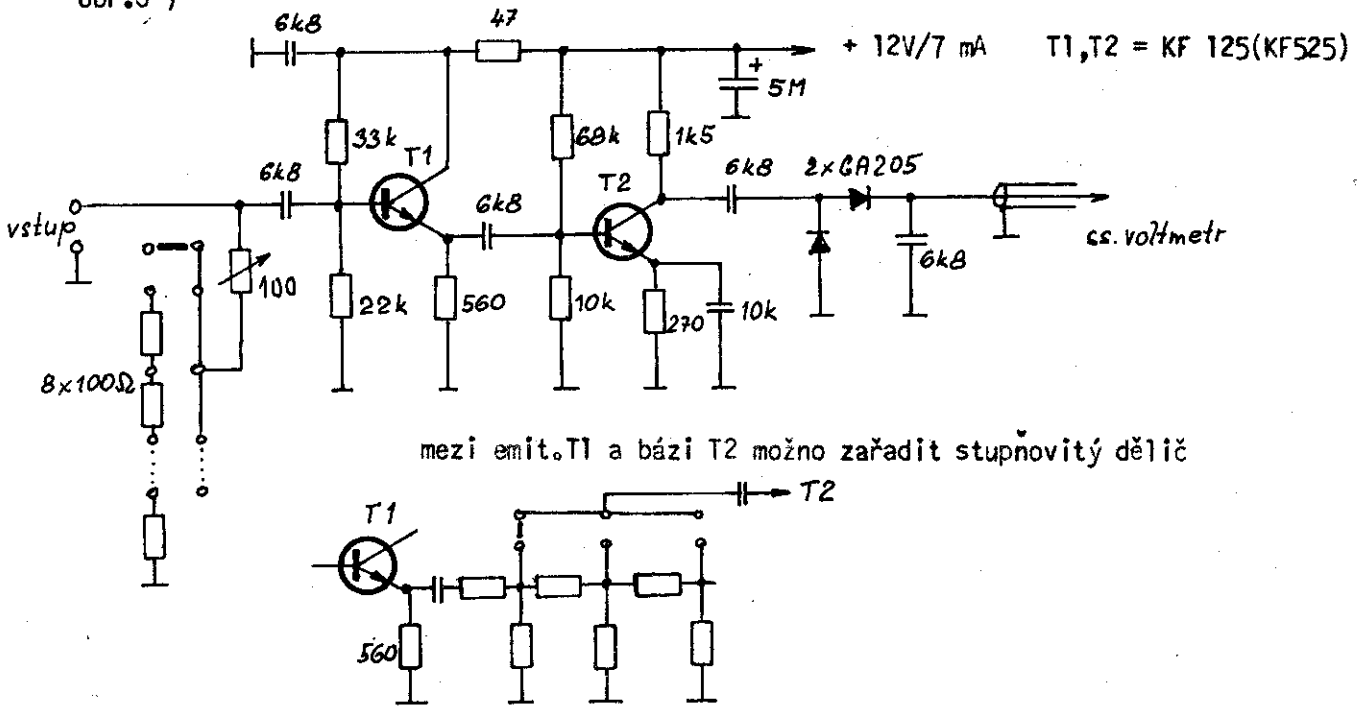 6k8
47
+ 12V/7 mA
T1,T2 = KF 125(KF525)
+
5M
33k
T1
68k
1k5
6k8
6k8
T2
6k8
2xGA205
vstup
100
22k
560
10k
270
10k
6k8
ss. voltmetr
8x100Ω
mezi emit.T1 a bázi T2 možno zařadit stupňovitý dělič
T1
T2
560